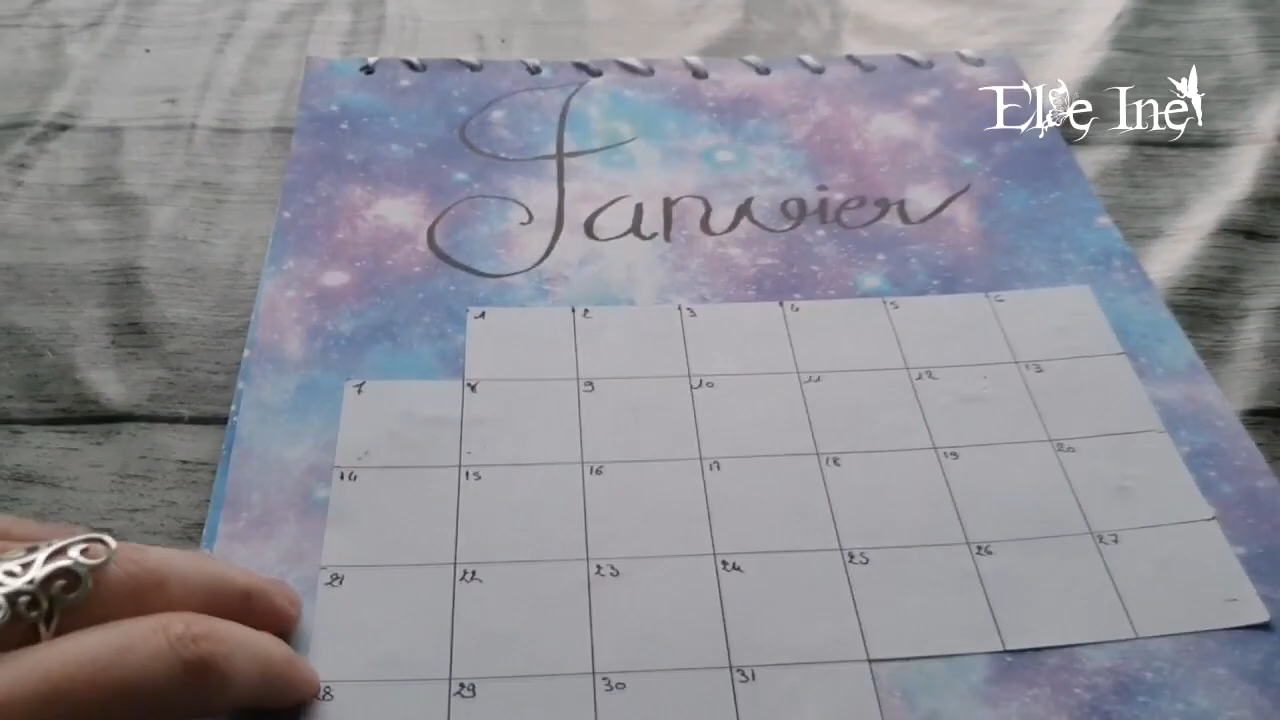 Elfe Ine
Janvier
1 2 3 4 5 6
7 8 9 10 11 12 13
14 15 16 17 18 19 20
21 22 23 24 25 26 27
28 29 30 31